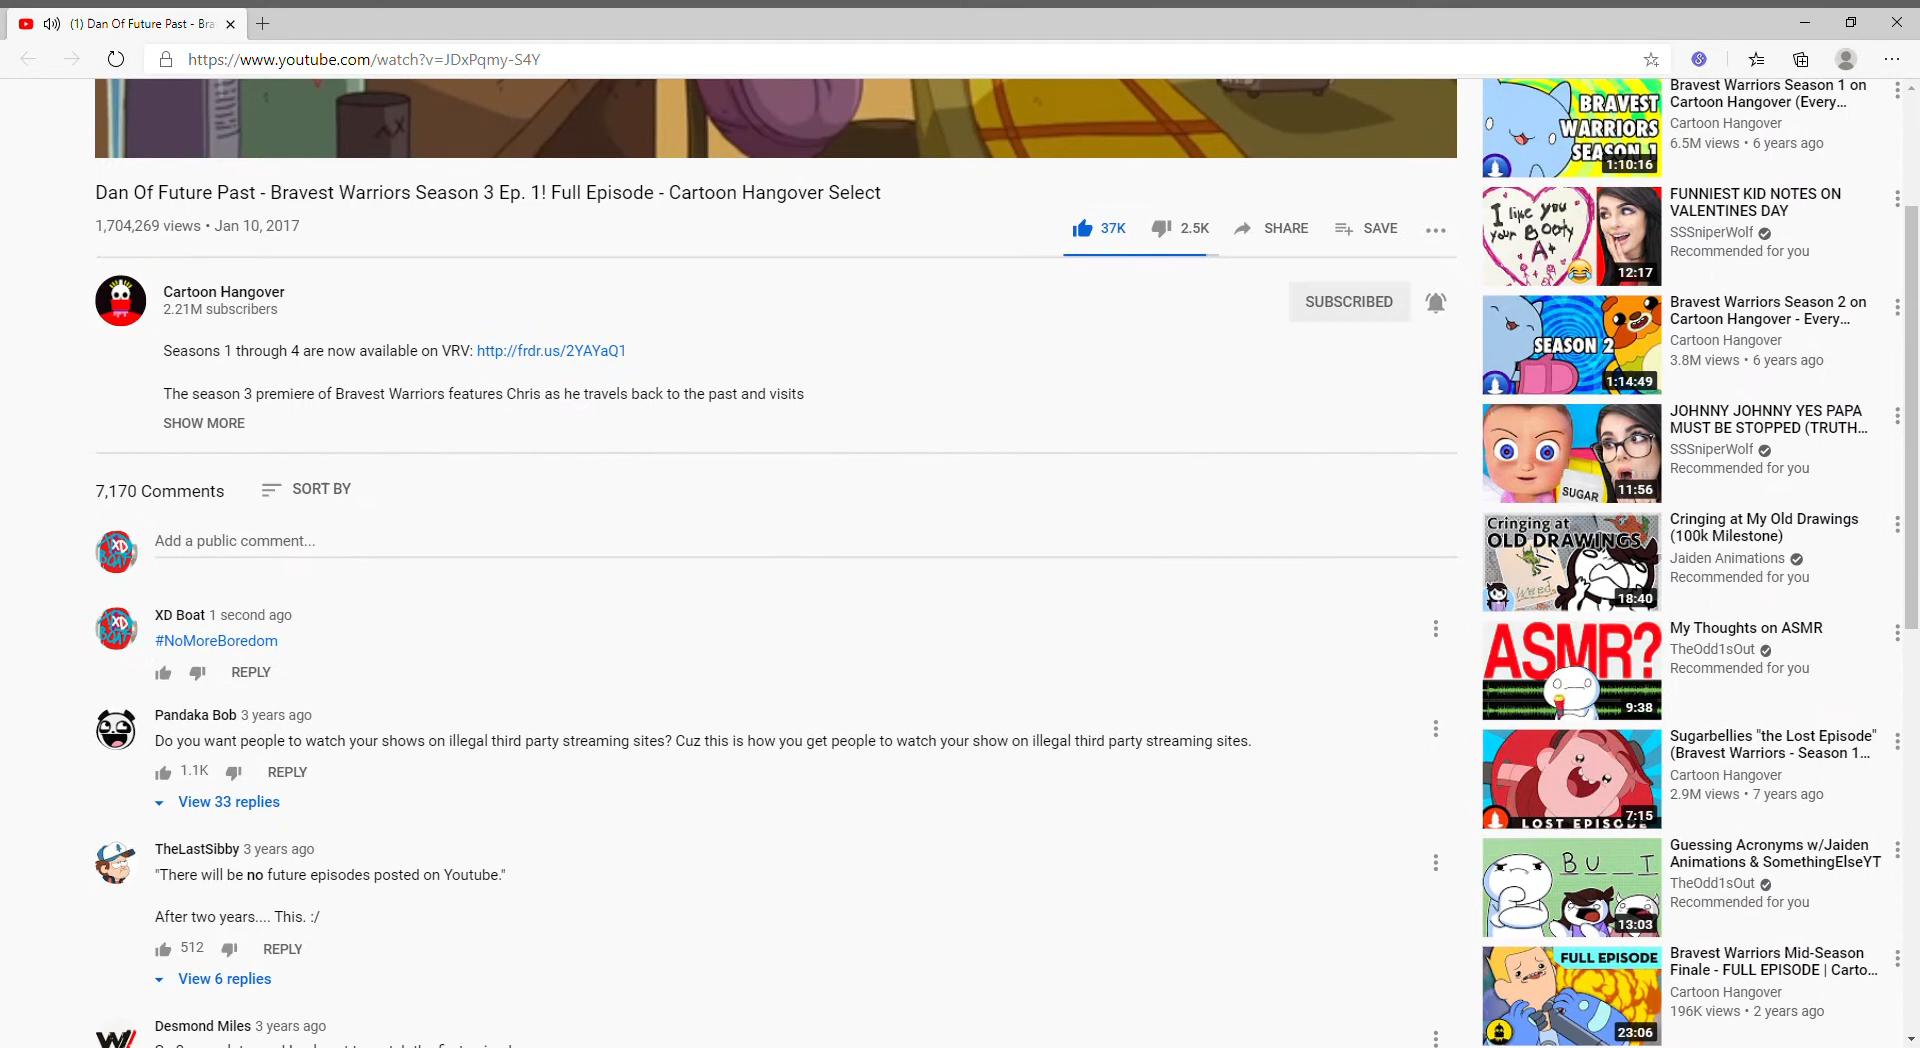 (1) Dan Of Future Past - Bra
https://www.youtube.com/watch?v=JDxPqmy-S4Y
Dan Of Future Past - Bravest Warriors Season 3 Ep. 1! Full Episode - Cartoon Hangover Select
1,704,269 views • Jan 10, 2017
37K
2.5K
SHARE
SAVE
Cartoon Hangover
2.21M subscribers
SUBSCRIBED
Seasons 1 through 4 are now available on VRV: http://frdr.us/2YAYaQ1
The season 3 premiere of Bravest Warriors features Chris as he travels back to the past and visits
SHOW MORE
7,170 Comments
SORT BY
XD BOAT
Add a public comment...
XD BOAT
XD Boat 1 second ago
#NoMoreBoredom
REPLY
Pandaka Bob 3 years ago
Do you want people to watch your shows on illegal third party streaming sites? Cuz this is how you get people to watch your show on illegal third party streaming sites.
1.1K
REPLY
View 33 replies
TheLastSibby 3 years ago
"There will be no future episodes posted on Youtube."
After two years.... This. :/
512
REPLY
View 6 replies
Desmond Miles 3 years ago
BRAVEST
WARRIORS
SEASON 1
1:10:16
Bravest Warriors Season 1 on
Cartoon Hangover (Every...
Cartoon Hangover
6.5M views • 6 years ago
I like you
your Booty
A+
12:17
FUNNIEST KID NOTES ON
VALENTINES DAY
SSSniperWolf
Recommended for you
SEASON 2
1:14:49
Bravest Warriors Season 2 on
Cartoon Hangover - Every...
Cartoon Hangover
3.8M views • 6 years ago
SUGAR
11:56
JOHNNY JOHNNY YES PAPA
MUST BE STOPPED (TRUTH...
SSSniperWolf
Recommended for you
Cringing at
OLD DRAWINGS
18:40
Cringing at My Old Drawings
(100k Milestone)
Jaiden Animations
Recommended for you
ASMR?
9:38
My Thoughts on ASMR
TheOdd1sOut
Recommended for you
LOST EPISODE
7:15
Sugarbellies "the Lost Episode"
(Bravest Warriors - Season 1...
Cartoon Hangover
2.9M views • 7 years ago
B U _ _ I
13:03
Guessing Acronyms w/Jaiden
Animations & SomethingElseYT
TheOdd1sOut
Recommended for you
FULL EPISODE
23:06
Bravest Warriors Mid-Season
Finale - FULL EPISODE | Carto...
Cartoon Hangover
196K views • 2 years ago